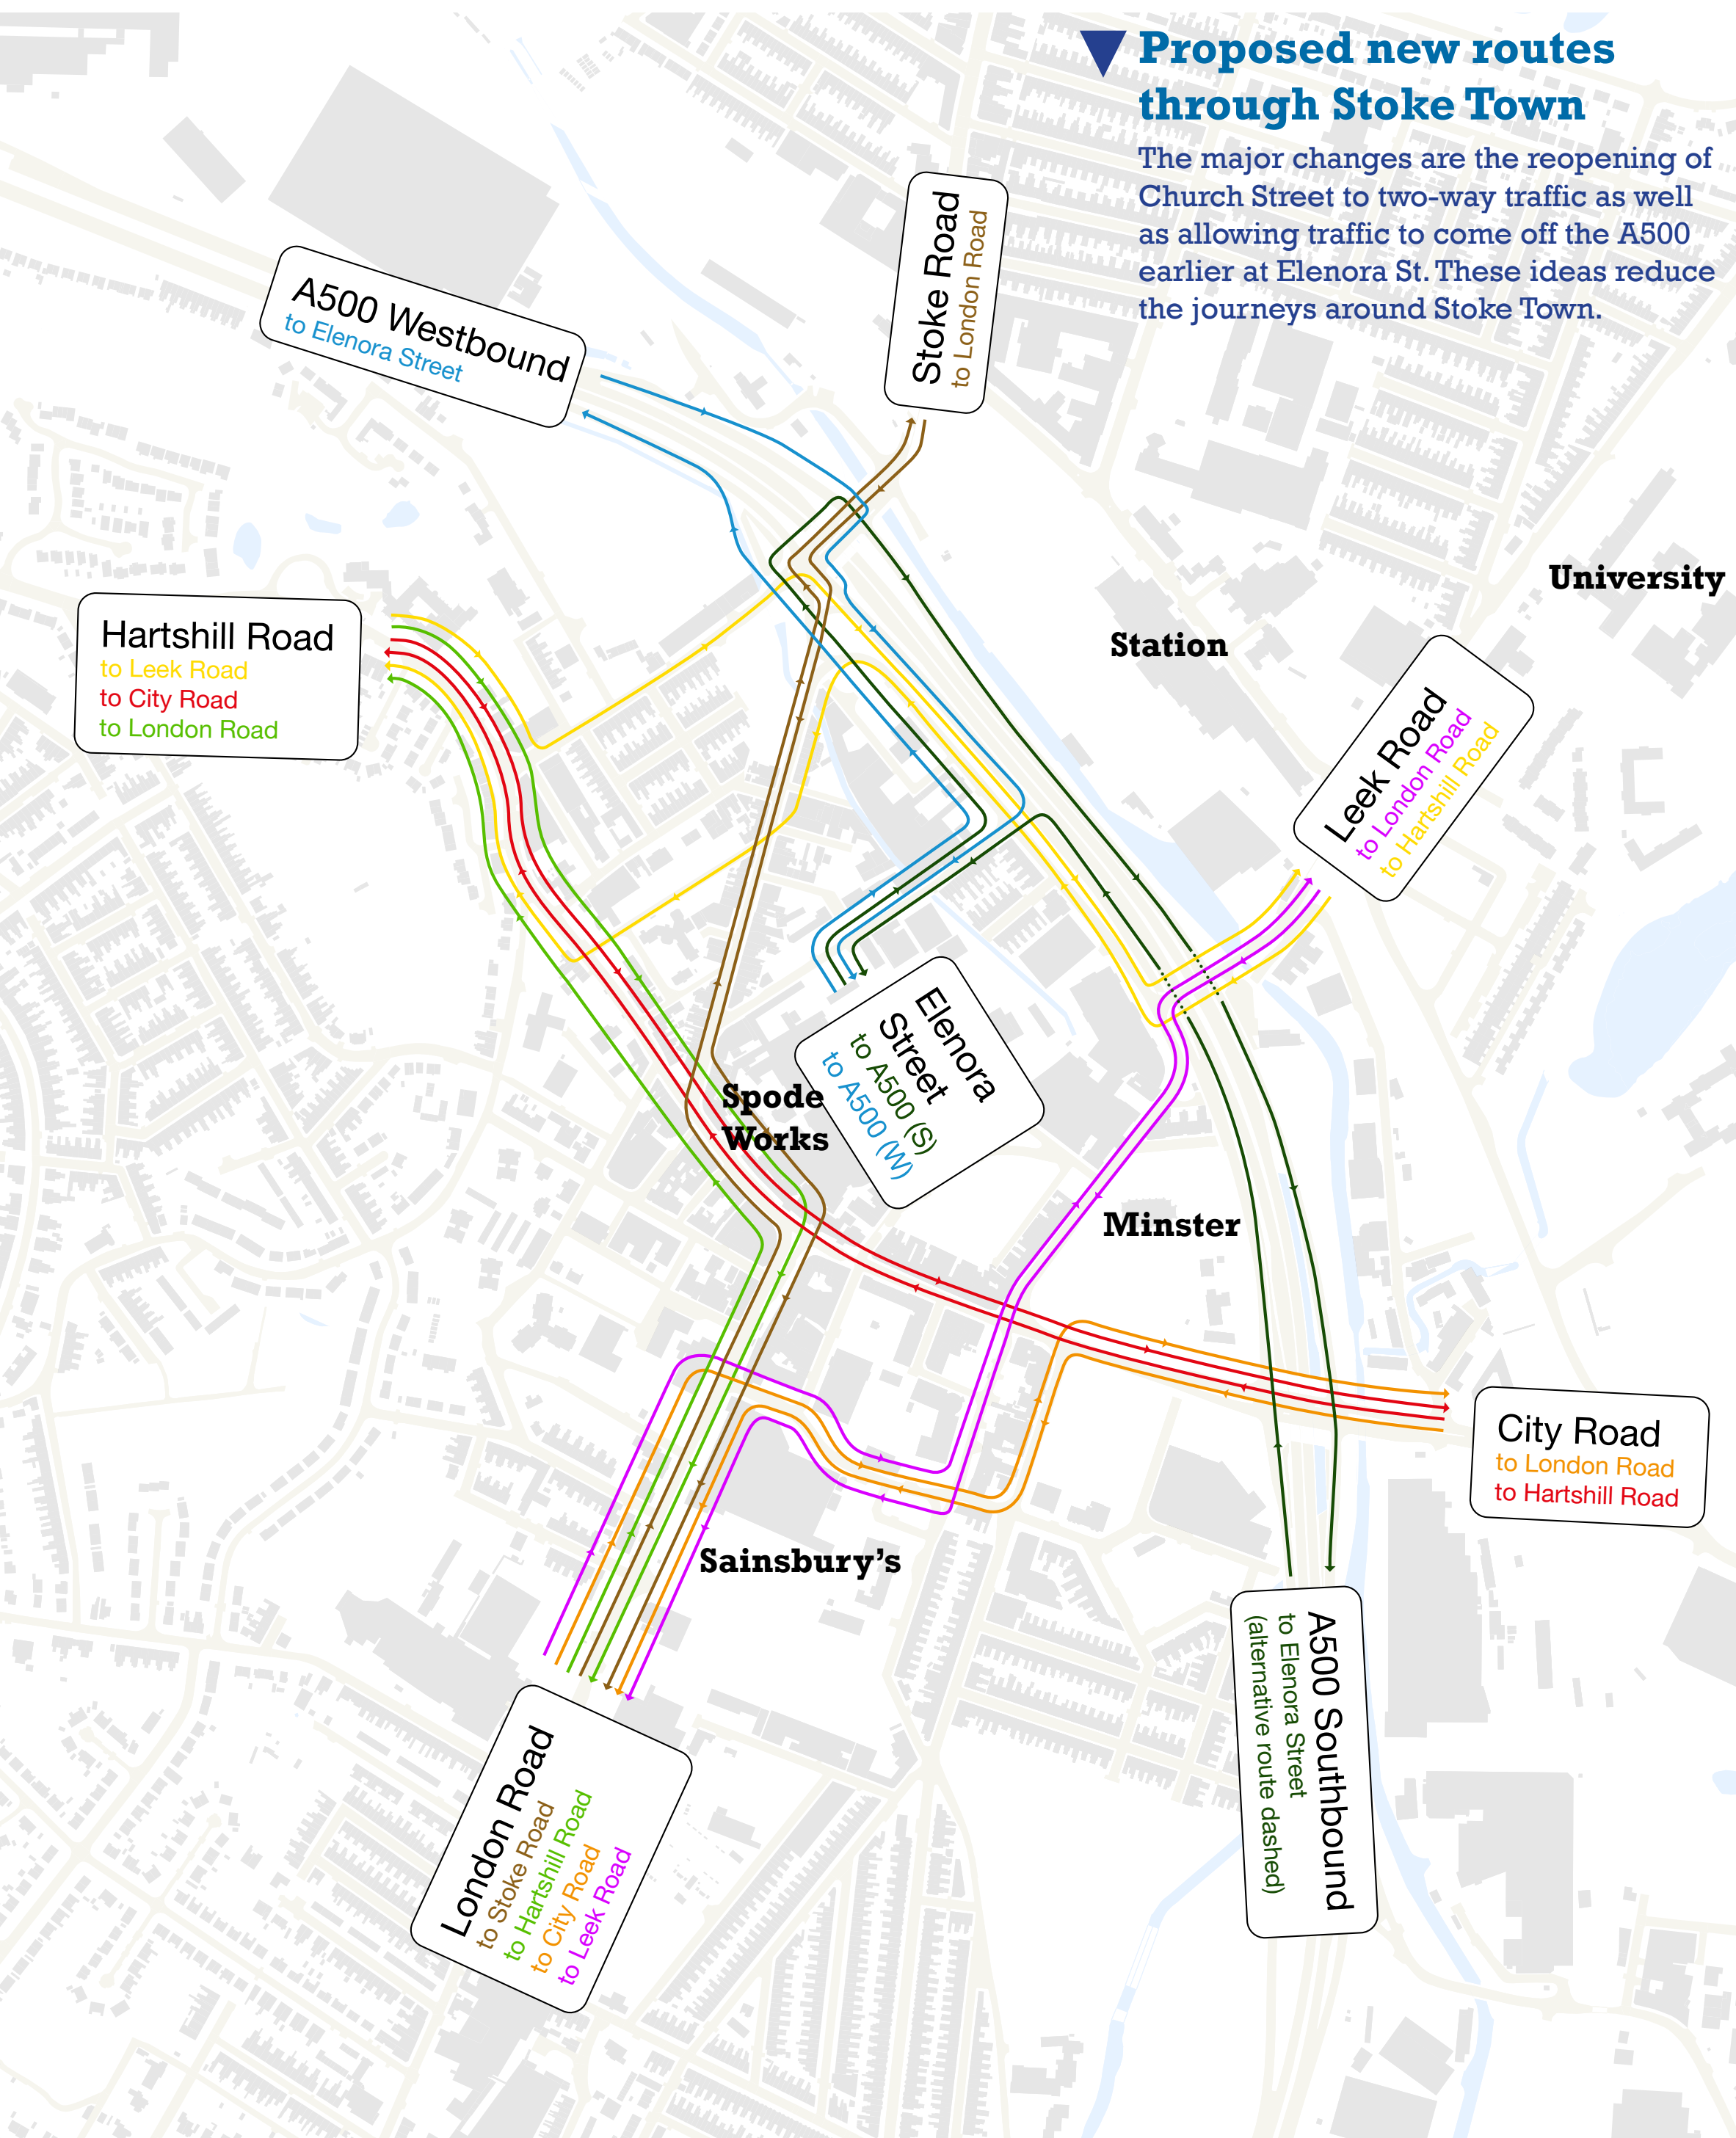 Proposed new routes
through Stoke Town
The major changes are the reopening of
Church Street to two-way traffic as well
as allowing traffic to come off the A500
earlier at Elenora St. These ideas reduce
the journeys around Stoke Town.
Stoke Road
to London Road
A500 Westbound
to Elenora Street
University
Station
Hartshill Road
to Leek Road
to City Road
to London Road
Leek Road
to London Road
to Hartshill Road
Elenora
Street
to A500 (S)
to A500 (W)
Spode
Works
Minster
City Road
to London Road
to Hartshill Road
Sainsbury's
A500 Southbound
to Elenora Street
(alternative route dashed)
London Road
to Stoke Road
to Hartshill Road
to City Road
to Leek Road